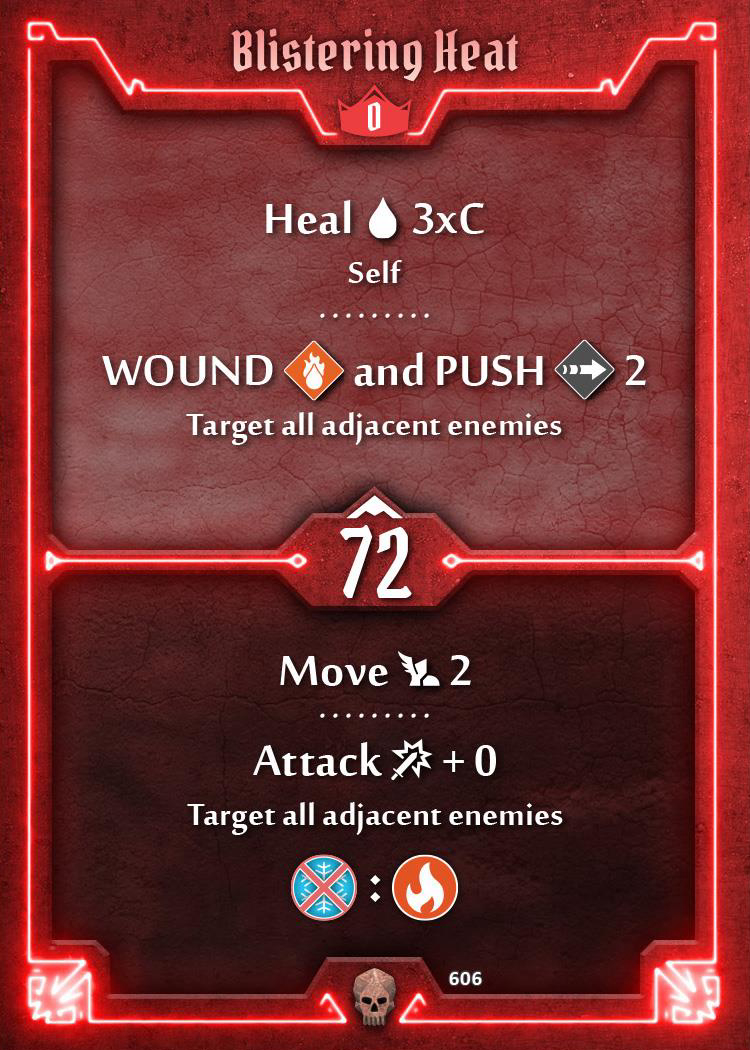 Blistering Heat
0
Heal 3xC
Self
WOUND and PUSH 2
Target all adjacent enemies
72
Move 2
Attack + 0
Target all adjacent enemies
:
606